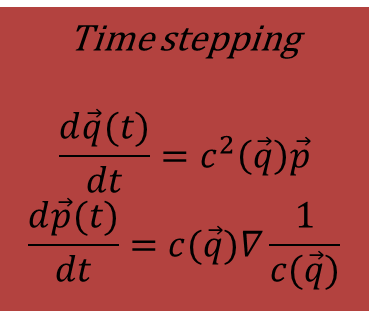 Time stepping
dq⃗(t)/dt = c²(q⃗)p⃗
dp⃗(t)/dt = c(q⃗)∇ 1/c(q⃗)